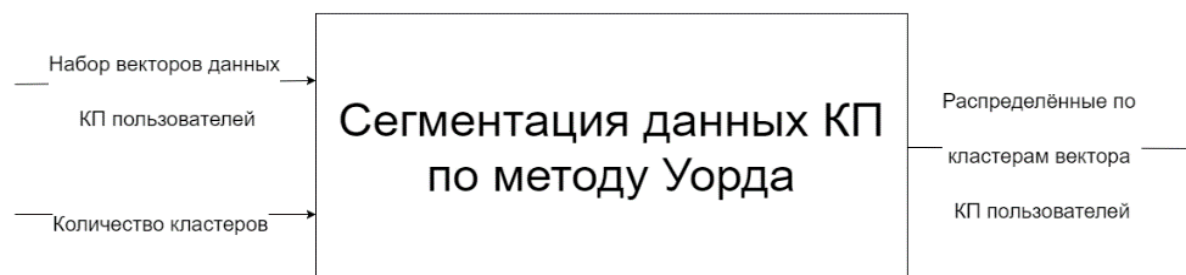 Набор векторов данных
КП пользователей
Количество кластеров
Сегментация данных КП
по методу Уорда
Распределённые по
кластерам вектора
КП пользователей